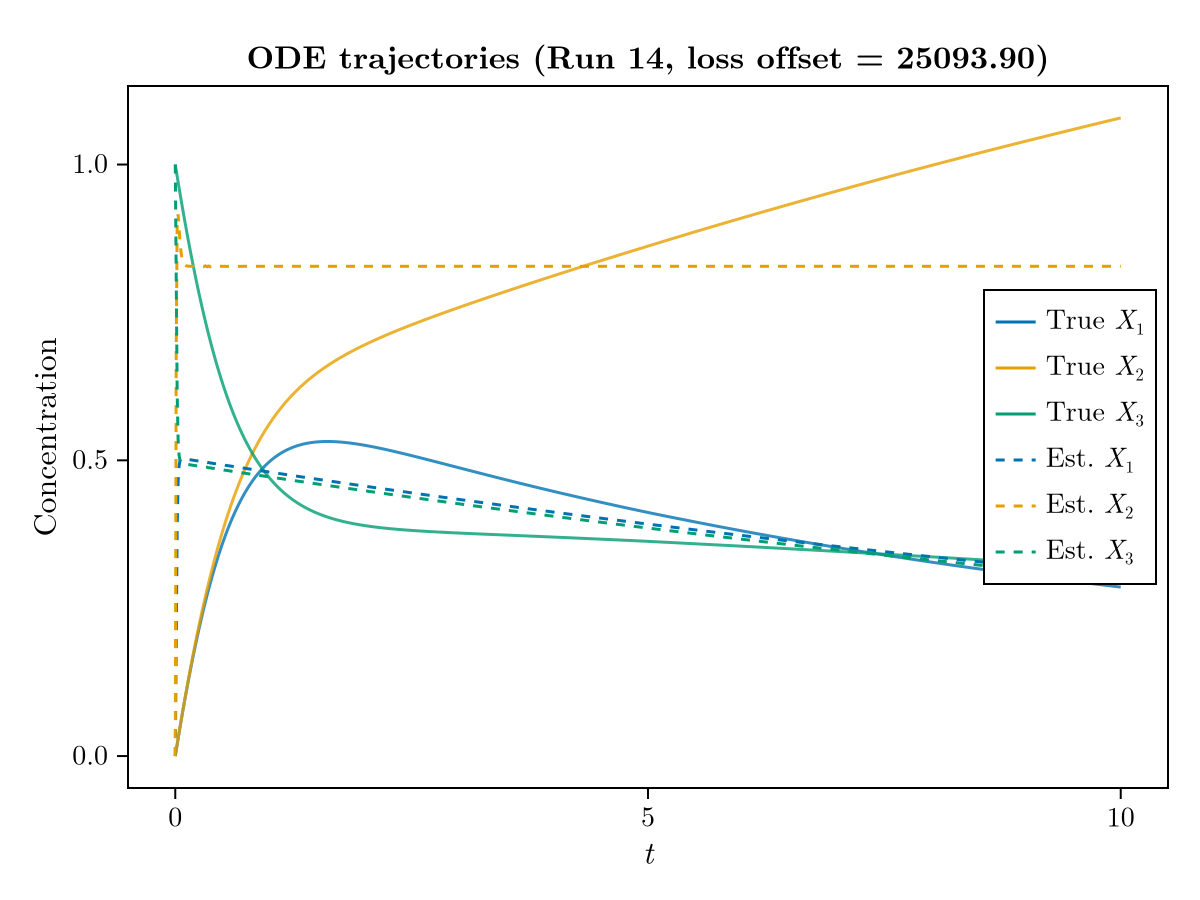 ODE trajectories (Run 14, loss offset = 25093.90)
Concentration
1.0
0.5
0.0
0
5
10
t
True X₁
True X₂
True X₃
Est. X₁
Est. X₂
Est. X₃